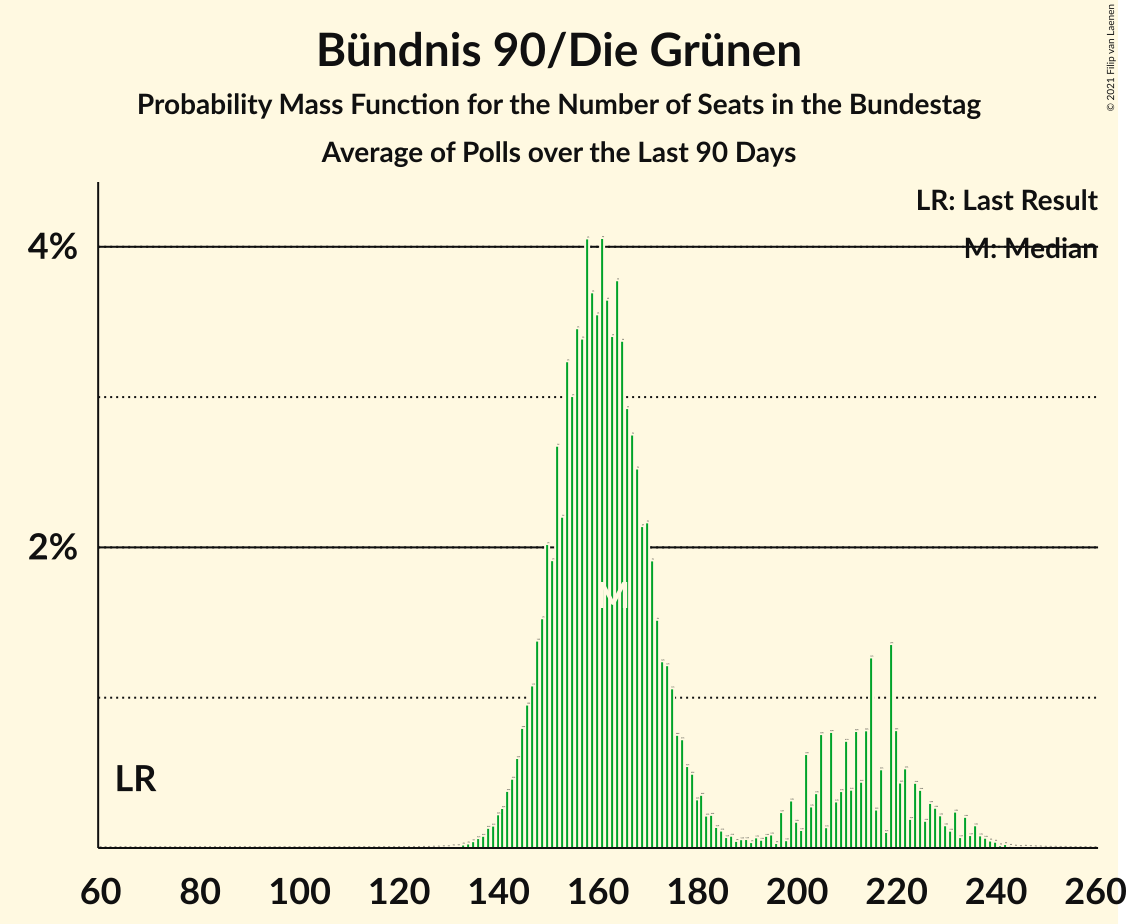 © 2021 Filip van Laenen
Bündnis 90/Die Grünen
Probability Mass Function for the Number of Seats in the Bundestag
Average of Polls over the Last 90 Days
LR: Last Result
M: Median
4%
2%
M
LR
60 80 100 120 140 160 180 200 220 240 260